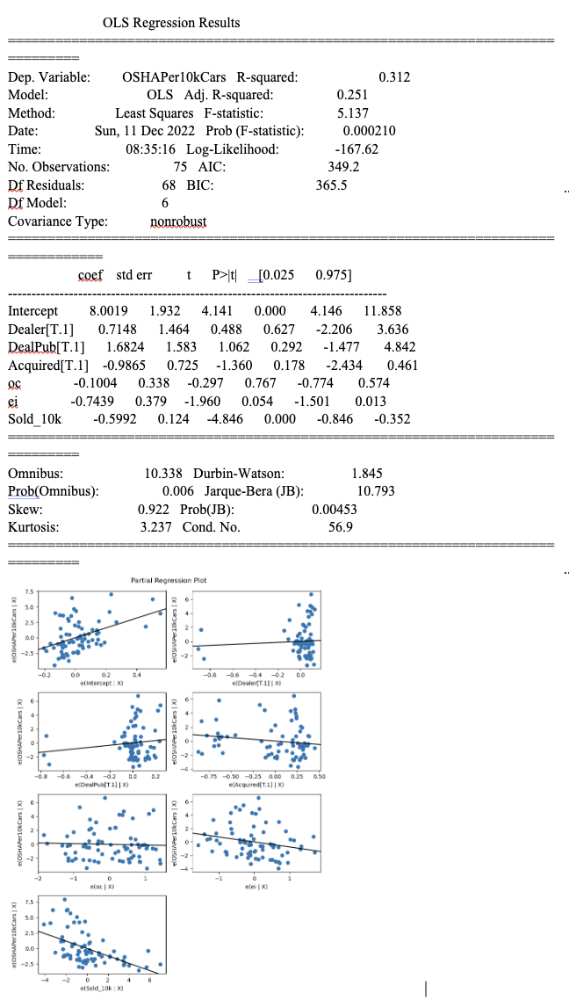 OLS Regression Results
==============================================================================
=========
Dep. Variable: OSHAPer10kCars R-squared: 0.312
Model: OLS Adj. R-squared: 0.251
Method: Least Squares F-statistic: 5.137
Date: Sun, 11 Dec 2022 Prob (F-statistic): 0.000210
Time: 08:35:16 Log-Likelihood: -167.62
No. Observations: 75 AIC: 349.2
Df Residuals: 68 BIC: 365.5
Df Model: 6
Covariance Type: nonrobust
==============================================================================
============
coef std err t P>|t| [0.025 0.975]
------------------------------------------------------------------------------
Intercept 8.0019 1.932 4.141 0.000 4.146 11.858
Dealer[T.1] 0.7148 1.464 0.488 0.627 -2.206 3.636
DealPub[T.1] 1.6824 1.583 1.062 0.292 -1.477 4.842
Acquired[T.1] -0.9865 0.725 -1.360 0.178 -2.434 0.461
oc -0.1004 0.338 -0.297 0.767 -0.774 0.574
ei -0.7439 0.379 -1.960 0.054 -1.501 0.013
Sold_10k -0.5992 0.124 -4.846 0.000 -0.846 -0.352
==============================================================================
=========
Omnibus: 10.338 Durbin-Watson: 1.845
Prob(Omnibus): 0.006 Jarque-Bera (JB): 10.793
Skew: 0.922 Prob(JB): 0.00453
Kurtosis: 3.237 Cond. No. 56.9
==============================================================================
=========
Partial Regression Plot
e(OSHAPer10kCars | X)
7.5
5.0
2.5
0.0
−2.5
−0.2 0.0 0.2 0.4
e(Intercept | X)
e(OSHAPer10kCars | X)
6
4
2
0
−2
−0.8 −0.6 −0.4 −0.2 0.0
e(Dealer[T.1] | X)
e(OSHAPer10kCars | X)
6
4
2
0
−2
−0.8 −0.6 −0.4 −0.2 0.0 0.2
e(DealPub[T.1] | X)
e(OSHAPer10kCars | X)
6
4
2
0
−2
−4
−0.75 −0.50 −0.25 0.00 0.25 0.50
e(Acquired[T.1] | X)
e(OSHAPer10kCars | X)
6
4
2
0
−2
−2 −1 0 1
e(oc | X)
e(OSHAPer10kCars | X)
6
4
2
0
−2
−4
−1 0 1
e(ei | X)
e(OSHAPer10kCars | X)
7.5
5.0
2.5
0.0
−2.5
−4 −2 0 2 4 6
e(Sold_10k | X)